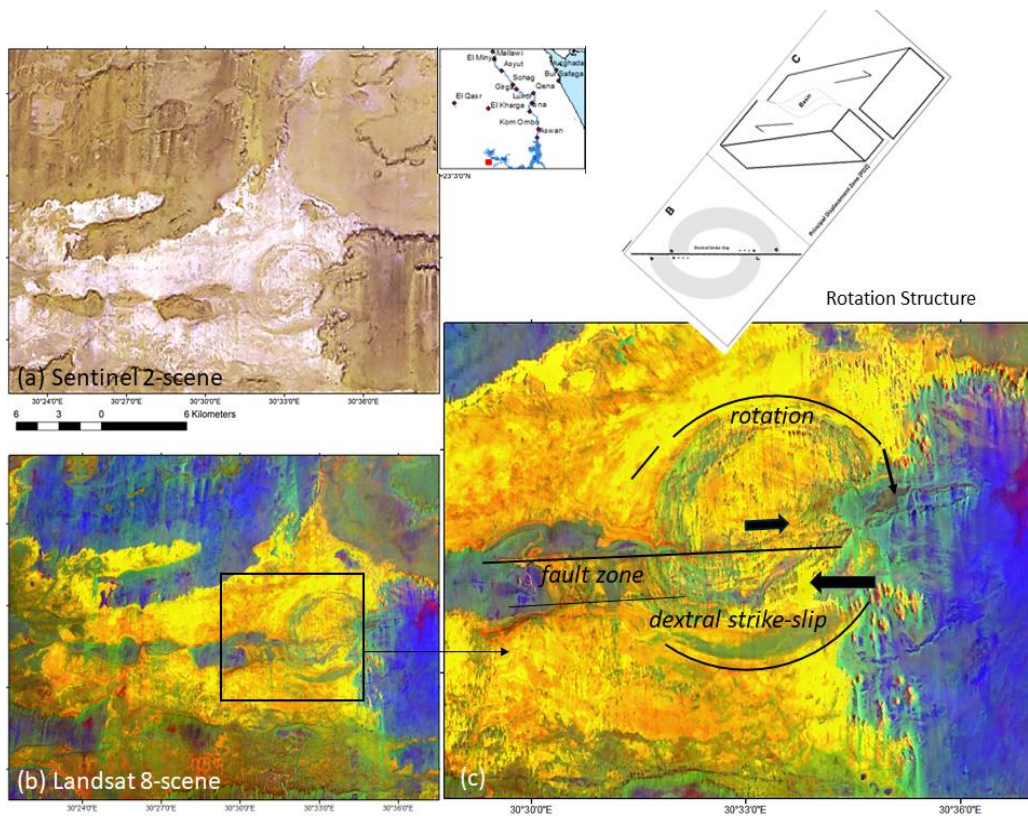 (a) Sentinel 2-scene
30°24'0"E
30°27'0"E
30°30'0"E
30°33'0"E
30°36'0"E
6 3 0 6 Kilometers
Mallawi
El Miny
Asyut
Sohag
Girga
Qena
El Qasr
El Kharga
Kom Ombo
Aswan
Hurghada
Bur Safaga
23°3'0"N
C
Basin
Principal Displacement Zone (PDZ)
B
Dextral Strike Slip
Rotation Structure
(b) Landsat 8-scene
30°24'0"E
30°27'0"E
30°30'0"E
30°33'0"E
30°36'0"E
rotation
fault zone
dextral strike-slip
(c)
30°30'0"E
30°33'0"E
30°36'0"E